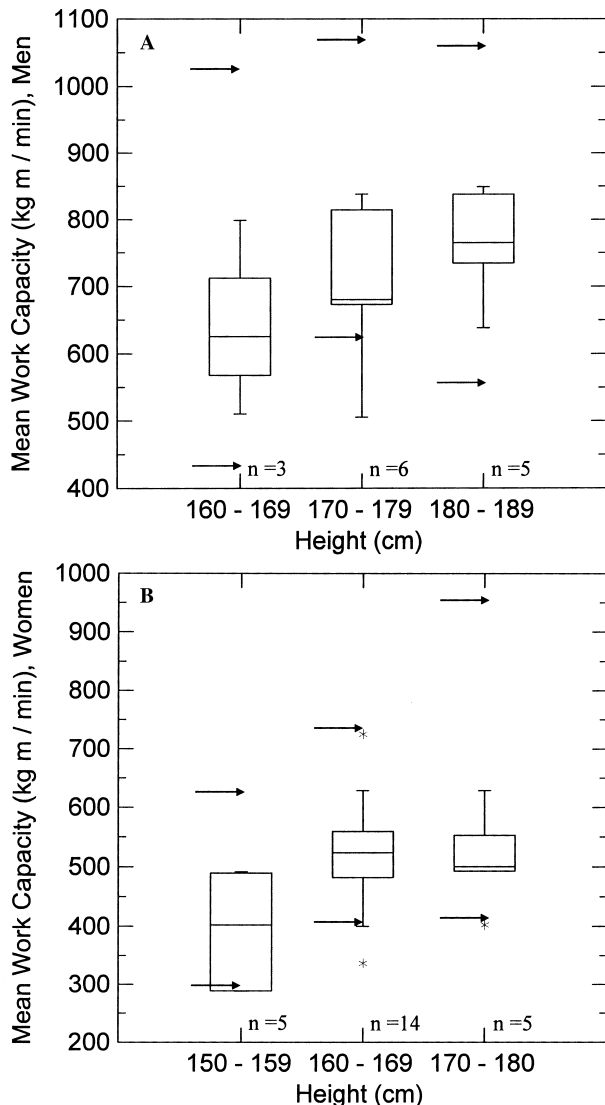 Mean Work Capacity (kg m / min), Men
A
1100
1000
900
800
700
600
500
400
n =3
n =6
n =5
160 - 169
170 - 179
180 - 189
Height (cm)
Mean Work Capacity (kg m / min), Women
B
1000
900
800
700
600
500
400
300
200
n =5
n =14
n =5
150 - 159
160 - 169
170 - 180
Height (cm)